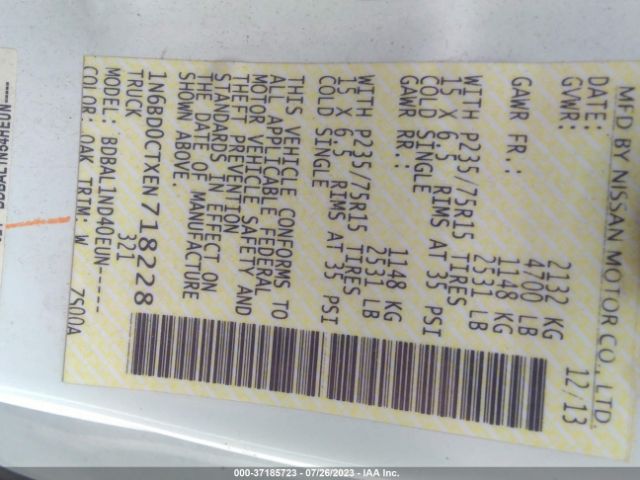 MFD BY NISSAN MOTOR CO., LTD
DATE: 12/13
GVWR: 2132 KG
4700 LB
GAWR FR.: 1148 KG
2531 LB
WITH P235/75R15 TIRES
15 X 6.5 RIMS AT 35 PSI
COLD SINGLE
GAWR RR.: 1148 KG
2531 LB
WITH P235/75R15 TIRES
15 X 6.5 RIMS AT 35 PSI
COLD SINGLE
THIS VEHICLE CONFORMS TO
ALL APPLICABLE FEDERAL
MOTOR VEHICLE SAFETY AND
THEFT PREVENTION
STANDARDS IN EFFECT ON
THE DATE OF MANUFACTURE
SHOWN ABOVE.
1N6BD0CTXEN718228
TRUCK 321
MODEL: BDBAL1ND40EUN-----
COLOR: QAK TRIM: W ZS00A
000-37185723 - 07/26/2023 - IAA Inc.